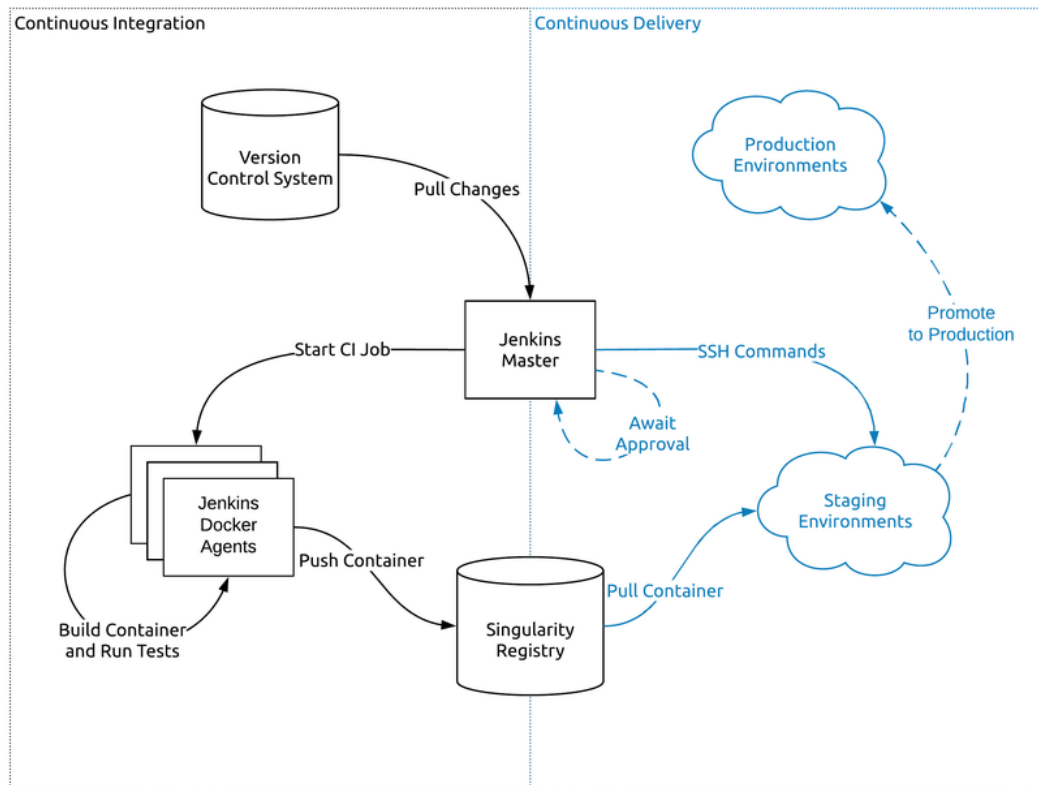 Continuous Integration
Continuous Delivery
Version
Control System
Pull Changes
Production
Environments
Promote
to Production
Start CI Job
Jenkins
Master
SSH Commands
Await
Approval
Jenkins
Docker
Agents
Push Container
Build Container
and Run Tests
Singularity
Registry
Pull Container
Staging
Environments